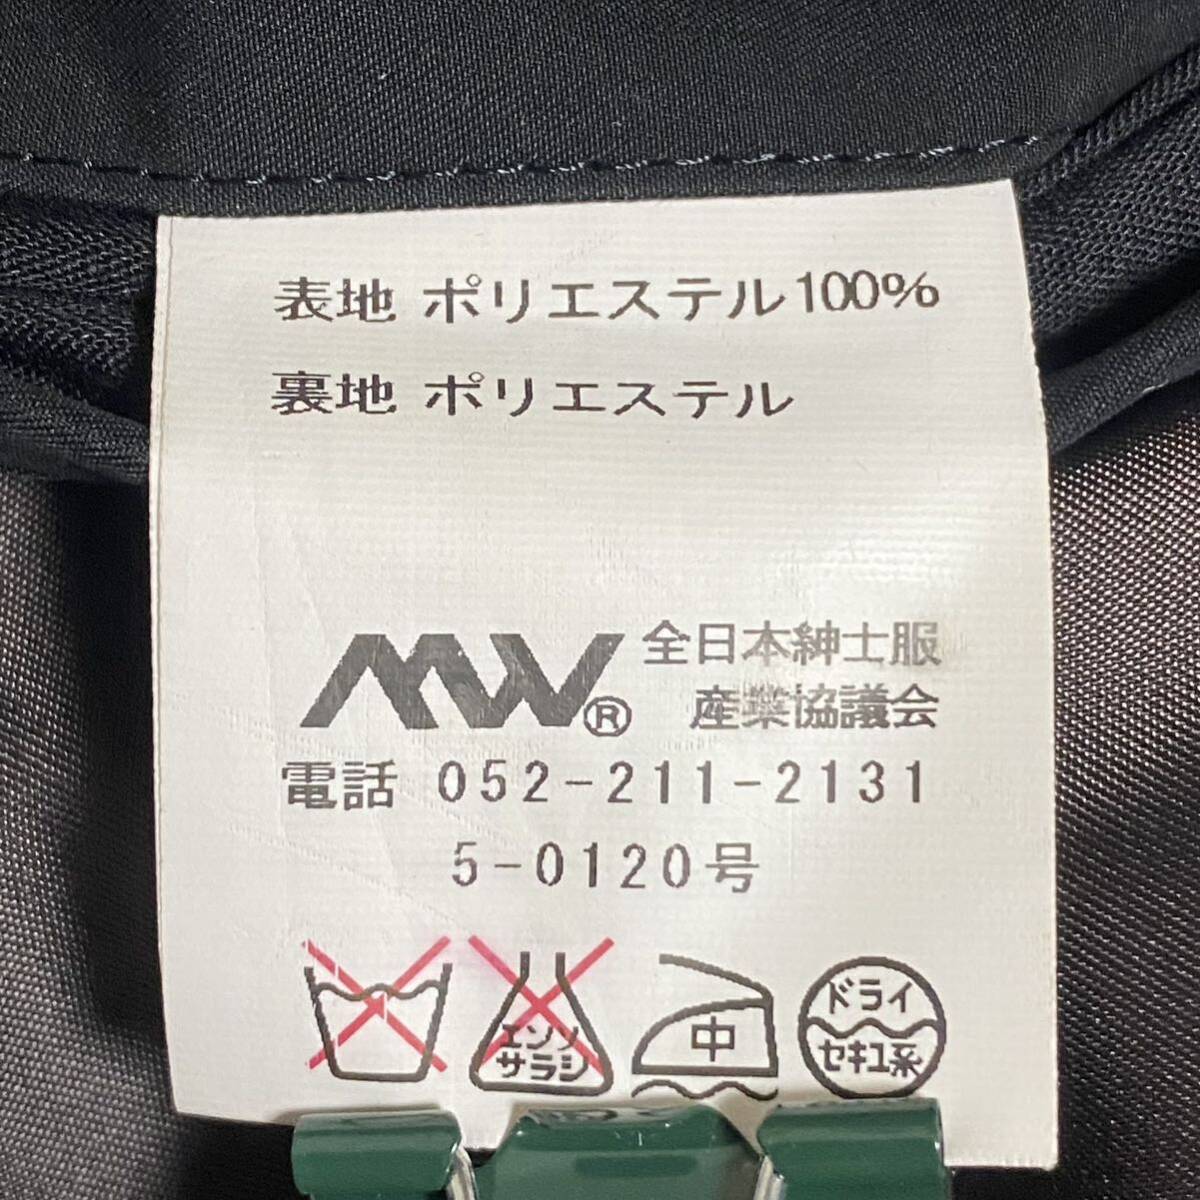 表地 ポリエステル100%
裏地 ポリエステル
MW® 全日本紳士服
産業協議会
電話 052-211-2131
5-0120号
エンソ
サラシ
中
ドライ
セキユ系